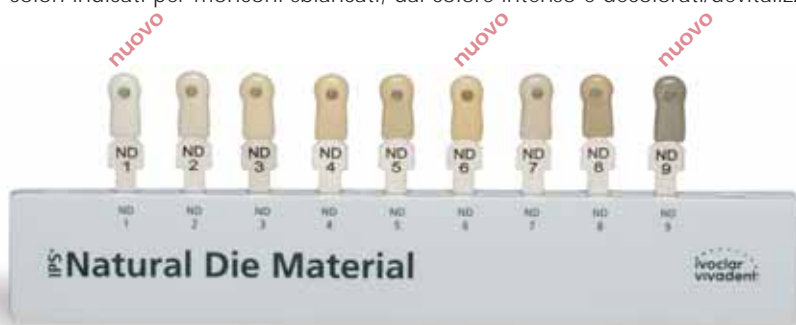 colori indicati per monconi sbiancati, dal colore intenso o decolorati/devitaliz
nuovo nuovo nuovo
ND ND ND ND ND ND ND ND ND
1 2 3 4 5 6 7 8 9
ND ND ND ND ND ND ND ND ND
1 2 3 4 5 6 7 8 9
IPS® Natural Die Material
ivoclar
vivadent